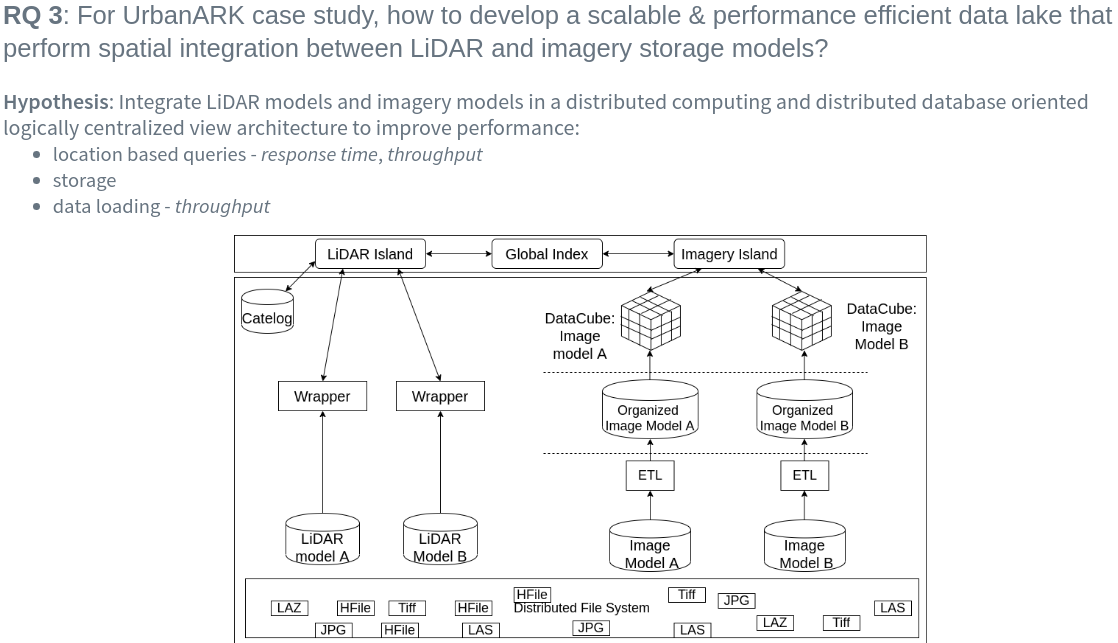 RQ 3: For UrbanARK case study, how to develop a scalable & performance efficient data lake that
perform spatial integration between LiDAR and imagery storage models?
Hypothesis: Integrate LiDAR models and imagery models in a distributed computing and distributed database oriented
logically centralized view architecture to improve performance:
• location based queries - response time, throughput
• storage
• data loading - throughput
LiDAR Island
Global Index
Imagery Island
Catelog
DataCube:
Image
model A
DataCube:
Image
Model B
Wrapper
Wrapper
Organized
Image Model A
Organized
Image Model B
ETL
ETL
LiDAR
model A
LiDAR
Model B
Image
Model A
Image
Model B
HFile
Tiff
JPG
LAZ
HFile
Tiff
HFile
Distributed File System
LAS
LAZ
Tiff
JPG
HFile
LAS
JPG
LAS